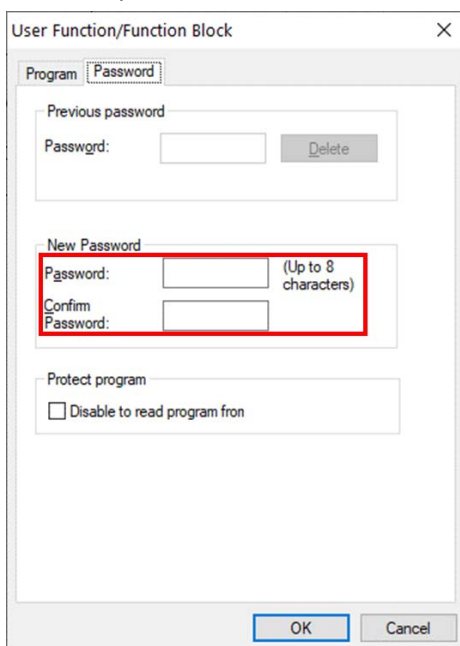 User Function/Function Block
Program Password
Previous password
Password: Delete
New Password
Password: (Up to 8
characters)
Confirm
Password:
Protect program
Disable to read program fron
OK Cancel